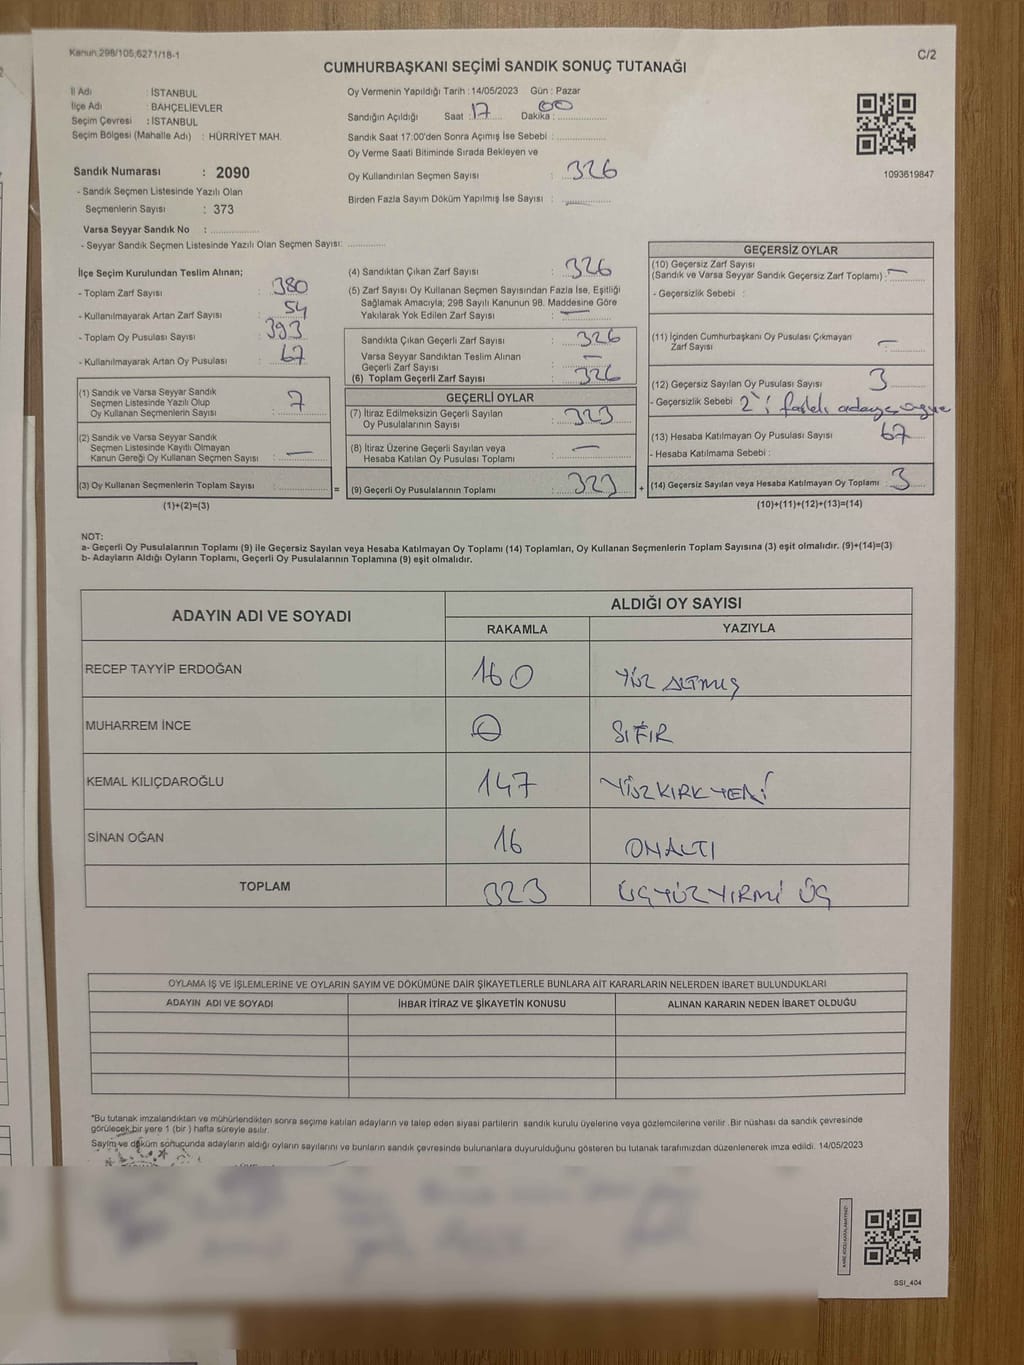 Kanun 298/105,6271/18-1
C/2
CUMHURBAŞKANI SEÇİMİ SANDIK SONUÇ TUTANAĞI
İl Adı : İSTANBUL
İlçe Adı : BAHÇELİEVLER
Seçim Çevresi : İSTANBUL
Seçim Bölgesi (Mahalle Adı) : HÜRRİYET MAH.
Sandık Numarası : 2090
- Sandık Seçmen Listesinde Yazılı Olan
Seçmenlerin Sayısı : 373
Varsa Seyyar Sandık No :
- Seyyar Sandık Seçmen Listesinde Yazılı Olan Seçmen Sayısı:
Oy Vermenin Yapıldığı Tarih : 14/05/2023 Gün : Pazar
Sandığın Açıldığı Saat : 17 Dakika : 00
Sandık Saat 17:00'den Sonra Açılmış İse Sebebi :
Oy Verme Saati Bitiminde Sırada Bekleyen ve
Oy Kullandırılan Seçmen Sayısı : 326
Birden Fazla Sayım Döküm Yapılmış İse Sayısı : —
1093619847
İlçe Seçim Kurulundan Teslim Alınan;
- Toplam Zarf Sayısı : 380
- Kullanılmayarak Artan Zarf Sayısı : 54
- Toplam Oy Pusulası Sayısı : 393
- Kullanılmayarak Artan Oy Pusulası : 67
(1) Sandık ve Varsa Seyyar Sandık
Seçmen Listesinde Yazılı Olup
Oy Kullanan Seçmenlerin Sayısı : 7
(2) Sandık ve Varsa Seyyar Sandık
Seçmen Listesinde Kayıtlı Olmayan
Kanun Gereği Oy Kullanan Seçmen Sayısı : —
(3) Oy Kullanan Seçmenlerin Toplam Sayısı :
(1)+(2)=(3)
(4) Sandıktan Çıkan Zarf Sayısı : 326
(5) Zarf Sayısı Oy Kullanan Seçmen Sayısından Fazla İse, Eşitliği
Sağlamak Amacıyla; 298 Sayılı Kanunun 98. Maddesine Göre
Yakılarak Yok Edilen Zarf Sayısı : —
Sandıkta Çıkan Geçerli Zarf Sayısı : 326
Varsa Seyyar Sandıktan Teslim Alınan
Geçerli Zarf Sayısı : —
(6) Toplam Geçerli Zarf Sayısı : 326
GEÇERLİ OYLAR
(7) İtiraz Edilmeksizin Geçerli Sayılan
Oy Pusulalarının Sayısı : 323
(8) İtiraz Üzerine Geçerli Sayılan veya
Hesaba Katılan Oy Pusulası Toplamı : —
= (9) Geçerli Oy Pusulalarının Toplamı : 323 +
GEÇERSİZ OYLAR
(10) Geçersiz Zarf Sayısı
(Sandık ve Varsa Seyyar Sandık Geçersiz Zarf Toplamı) : —
- Geçersizlik Sebebi :
(11) İçinden Cumhurbaşkanı Oy Pusulası Çıkmayan
Zarf Sayısı : —
(12) Geçersiz Sayılan Oy Pusulası Sayısı : 3
- Geçersizlik Sebebi : 2'i farklı adaya
(13) Hesaba Katılmayan Oy Pusulası Sayısı : 67
- Hesaba Katılmama Sebebi :
(14) Geçersiz Sayılan veya Hesaba Katılmayan Oy Toplamı : 3
(10)+(11)+(12)+(13)=(14)
NOT:
a- Geçerli Oy Pusulalarının Toplamı (9) ile Geçersiz Sayılan veya Hesaba Katılmayan Oy Toplamı (14) Toplamları, Oy Kullanan Seçmenlerin Toplam Sayısına (3) eşit olmalıdır. (9)+(14)=(3)
b- Adayların Aldığı Oyların Toplamı, Geçerli Oy Pusulalarının Toplamına (9) eşit olmalıdır.
ADAYIN ADI VE SOYADI ALDIĞI OY SAYISI
RAKAMLA YAZIYLA
RECEP TAYYİP ERDOĞAN 160 YÜZ ALTMIŞ
MUHARREM İNCE 0 SIFIR
KEMAL KILIÇDAROĞLU 147 YÜZKIRKYEDİ
SİNAN OĞAN 16 ONALTI
TOPLAM 323 ÜÇYÜZYİRMİ ÜÇ
OYLAMA İŞ VE İŞLEMLERİNE VE OYLARIN SAYIM VE DÖKÜMÜNE DAİR ŞİKAYETLERLE BUNLARA AİT KARARLARIN NELERDEN İBARET BULUNDUKLARI
ADAYIN ADI VE SOYADI İHBAR İTİRAZ VE ŞİKAYETİN KONUSU ALINAN KARARIN NEDEN İBARET OLDUĞU
*Bu tutanak imzalandıktan ve mühürlendikten sonra seçime katılan adayların ve talep eden siyasi partilerin sandık kurulu üyelerine veya gözlemcilerine verilir. Bir nüshası da sandık çevresinde
görülecek bir yere 1 (bir ) hafta süreyle asılır.
Sayım ve döküm sonucunda adayların aldığı oyların sayılarını ve bunların sandık çevresinde bulunanlara duyurulduğunu gösteren bu tutanak tarafımızdan düzenlenerek imza edildi. 14/05/2023
SSI_404